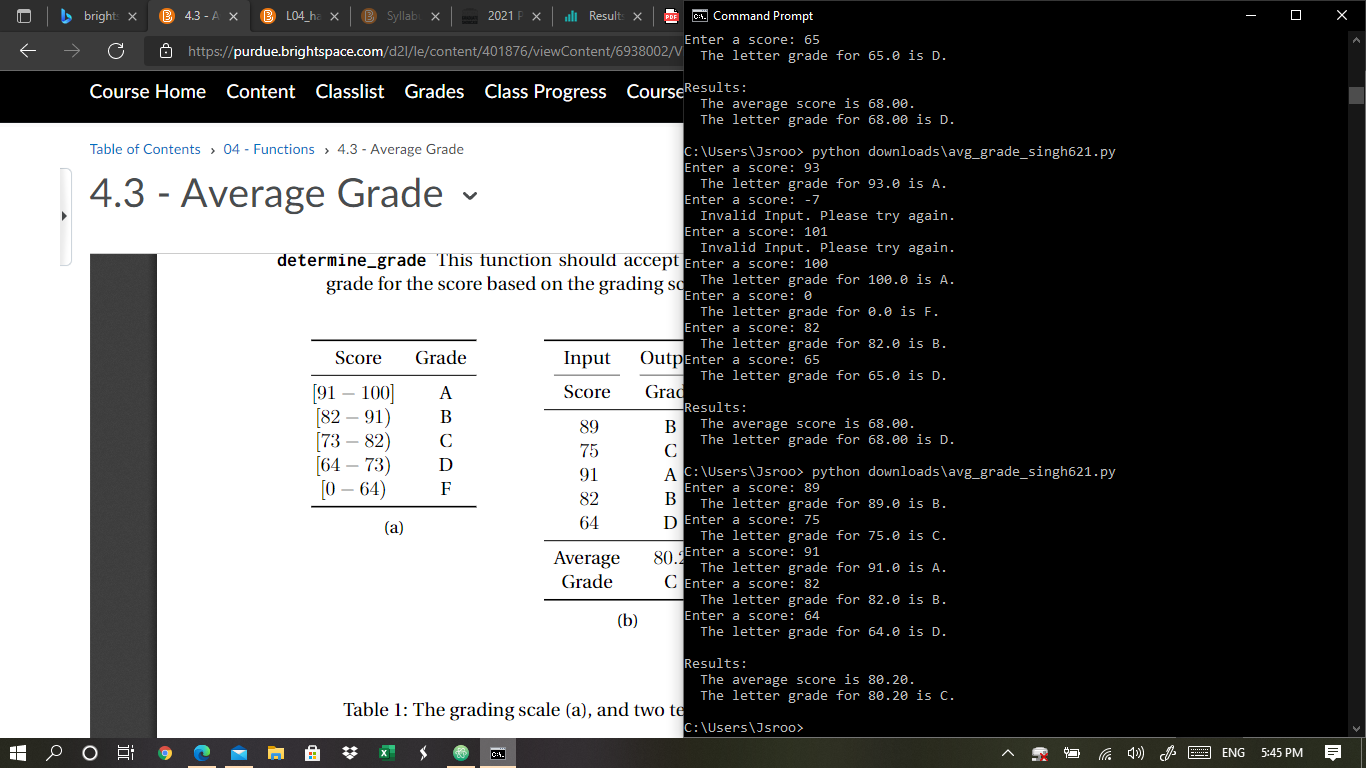 bright
4.3 - A
L04_ha
Syllab
2021 P
Result
PDF
Command Prompt
https://purdue.brightspace.com/d2l/le/content/401876/viewContent/6938002/V
Course Home Content Classlist Grades Class Progress Course
Table of Contents › 04 - Functions › 4.3 - Average Grade
4.3 - Average Grade
determine_grade This function should accept
grade for the score based on the grading sc
Score Grade
[91 – 100] A
[82 – 91) B
[73 – 82) C
[64 – 73) D
[0 – 64) F
(a)
Input Outp
Score Grad
89 B
75 C
91 A
82 B
64 D
Average 80.2
Grade C
(b)
Table 1: The grading scale (a), and two te
Enter a score: 65
The letter grade for 65.0 is D.
Results:
The average score is 68.00.
The letter grade for 68.00 is D.
C:\Users\Jsroo> python downloads\avg_grade_singh621.py
Enter a score: 93
The letter grade for 93.0 is A.
Enter a score: -7
Invalid Input. Please try again.
Enter a score: 101
Invalid Input. Please try again.
Enter a score: 100
The letter grade for 100.0 is A.
Enter a score: 0
The letter grade for 0.0 is F.
Enter a score: 82
The letter grade for 82.0 is B.
Enter a score: 65
The letter grade for 65.0 is D.
Results:
The average score is 68.00.
The letter grade for 68.00 is D.
C:\Users\Jsroo> python downloads\avg_grade_singh621.py
Enter a score: 89
The letter grade for 89.0 is B.
Enter a score: 75
The letter grade for 75.0 is C.
Enter a score: 91
The letter grade for 91.0 is A.
Enter a score: 82
The letter grade for 82.0 is B.
Enter a score: 64
The letter grade for 64.0 is D.
Results:
The average score is 80.20.
The letter grade for 80.20 is C.
C:\Users\Jsroo>
ENG 5:45 PM